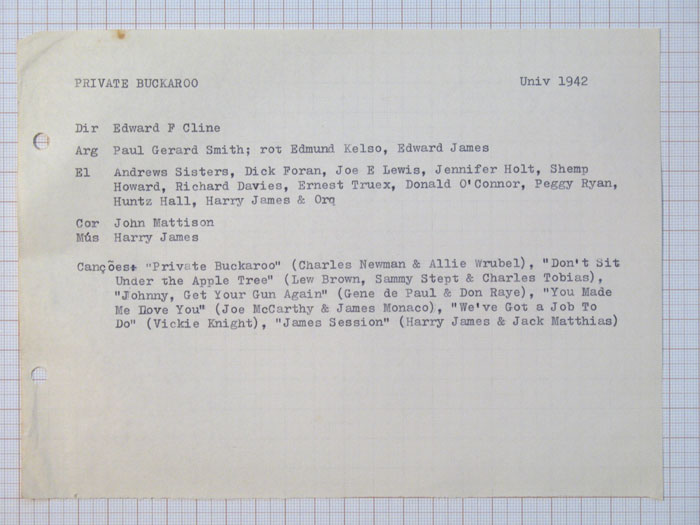 PRIVATE BUCKAROO Univ 1942
Dir Edward F Cline
Arg Paul Gerard Smith; rot Edmund Kelso, Edward James
El Andrews Sisters, Dick Foran, Joe E Lewis, Jennifer Holt, Shemp
Howard, Richard Davies, Ernest Truex, Donald O'Connor, Peggy Ryan,
Huntz Hall, Harry James & Orq
Cor John Mattison
Mús Harry James
Canções: "Private Buckaroo" (Charles Newman & Allie Wrubel), "Don't Sit
Under the Apple Tree" (Lew Brown, Sammy Stept & Charles Tobias),
"Johnny, Get Your Gun Again" (Gene de Paul & Don Raye), "You Made
Me Love You" (Joe McCarthy & James Monaco), "We've Got a Job To
Do" (Vickie Knight), "James Session" (Harry James & Jack Matthias)